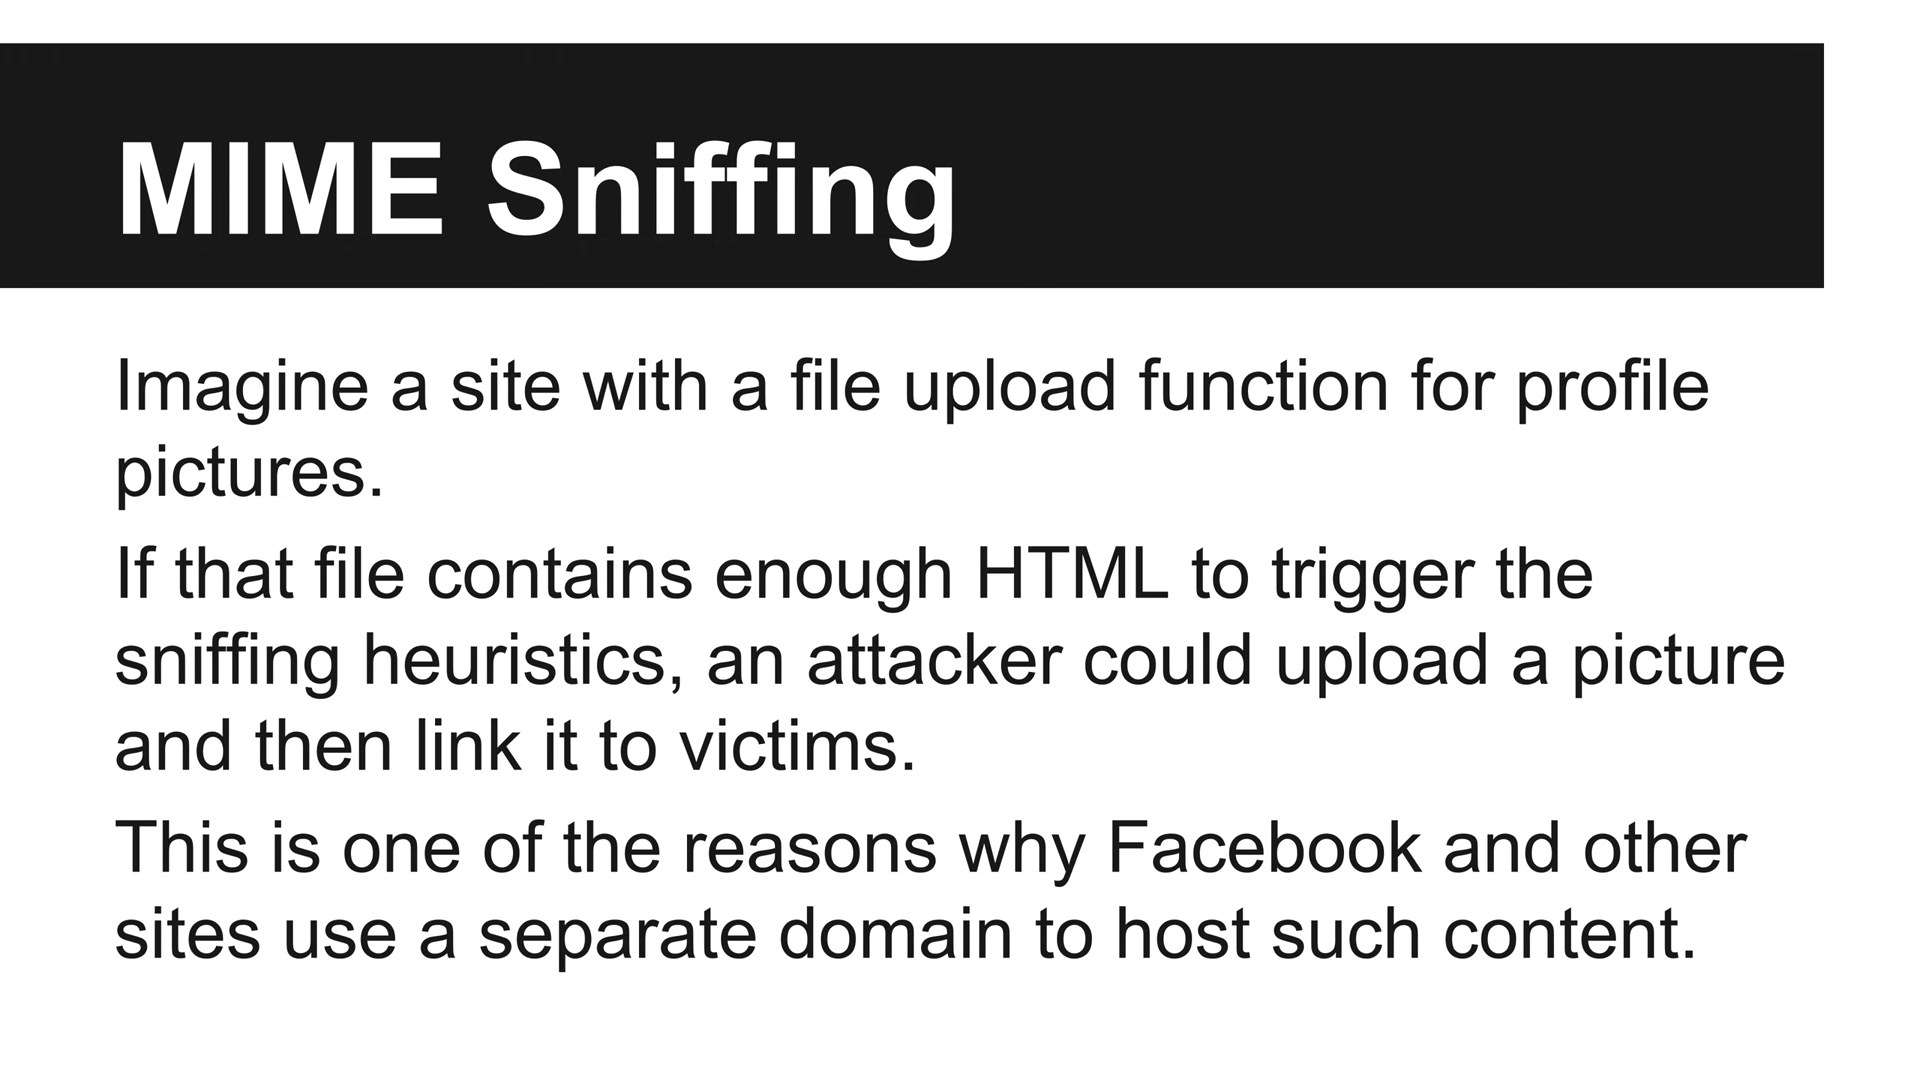 MIME Sniffing
Imagine a site with a file upload function for profile
pictures.
If that file contains enough HTML to trigger the
sniffing heuristics, an attacker could upload a picture
and then link it to victims.
This is one of the reasons why Facebook and other
sites use a separate domain to host such content.